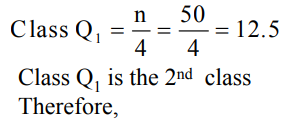 Class Q₁ = n/4 = 50/4 = 12.5
Class Q₁ is the 2nd class
Therefore,